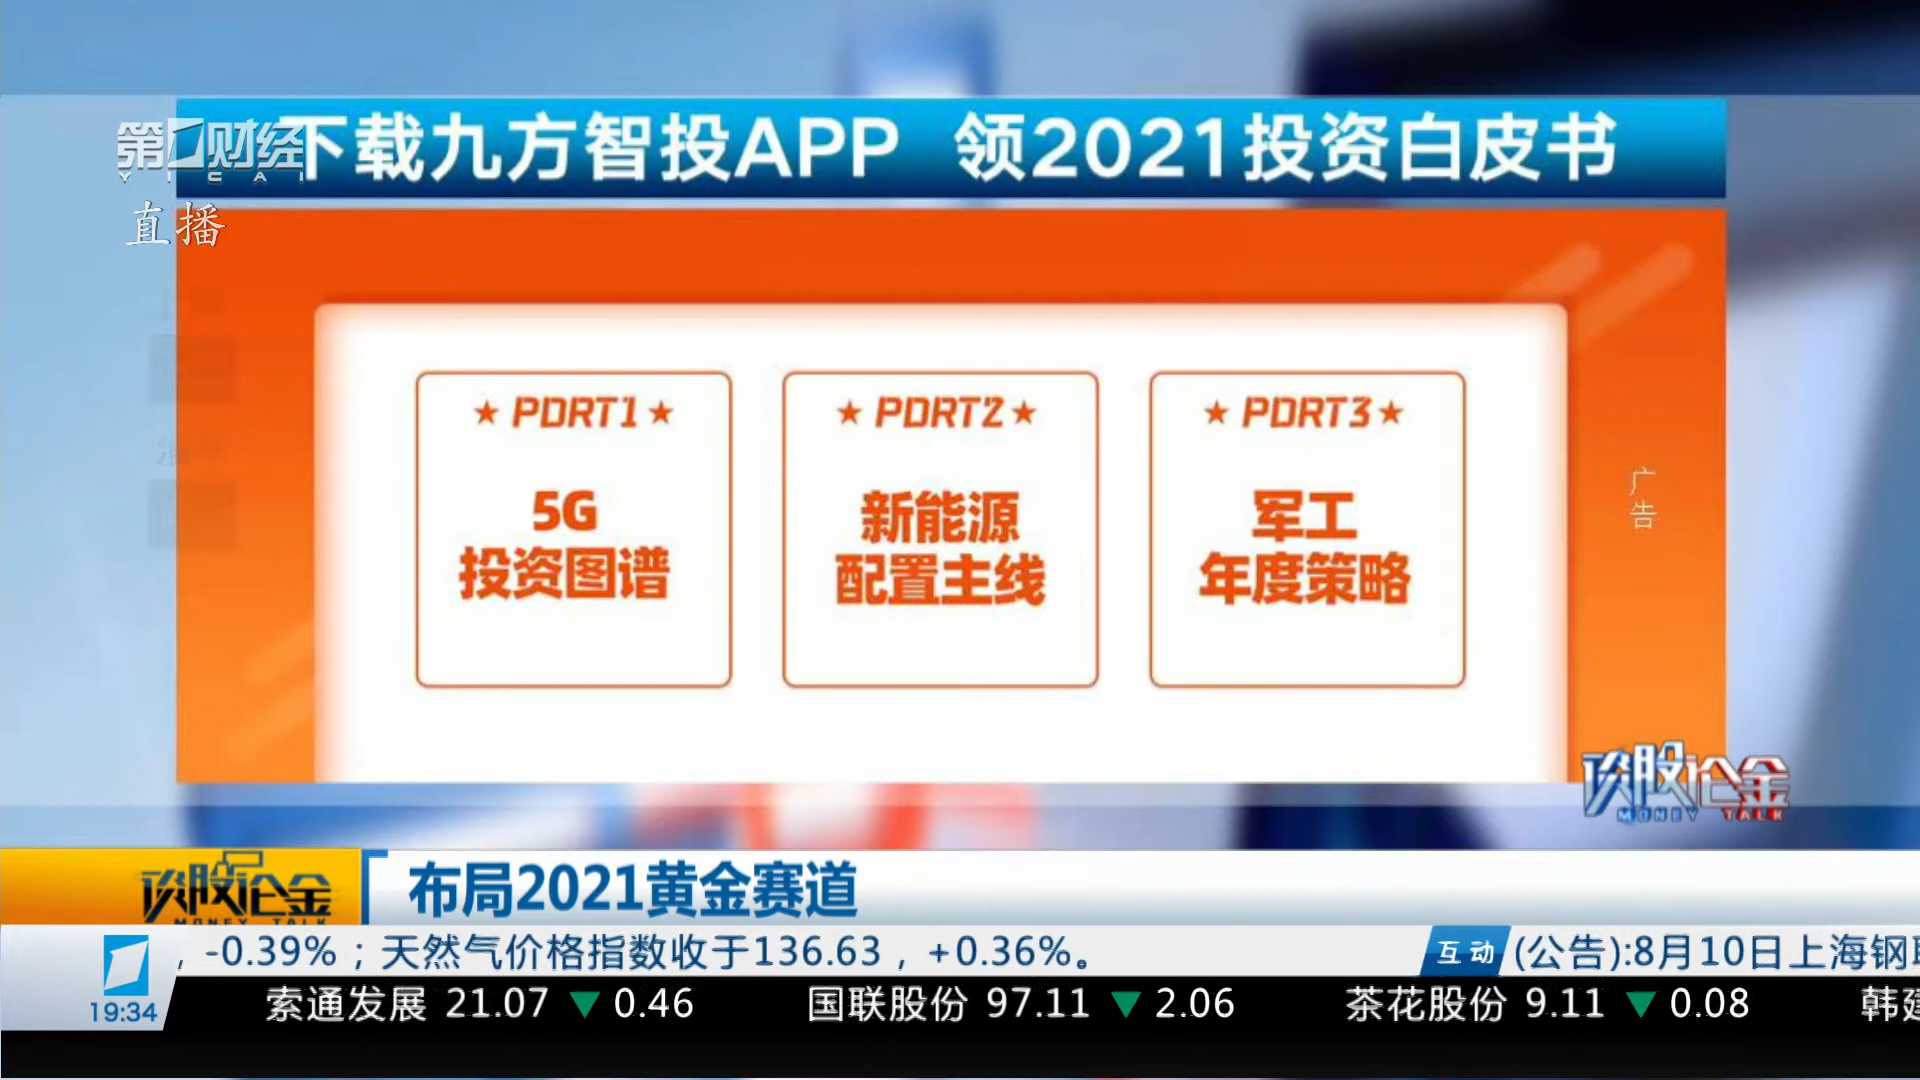 第一财经
YICAI
直播
下载九方智投APP 领2021投资白皮书
★ PDRT1 ★
5G
投资图谱
★ PDRT2 ★
新能源
配置主线
★ PDRT3 ★
军工
年度策略
广告
谈股论金
MONEY TALK
谈股论金
MONEY TALK
布局2021黄金赛道
, -0.39%；天然气价格指数收于136.63，+0.36%。
互动
(公告):8月10日上海钢联
19:34
索通发展 21.07 ▼ 0.46 国联股份 97.11 ▼ 2.06 茶花股份 9.11 ▼ 0.08 韩建